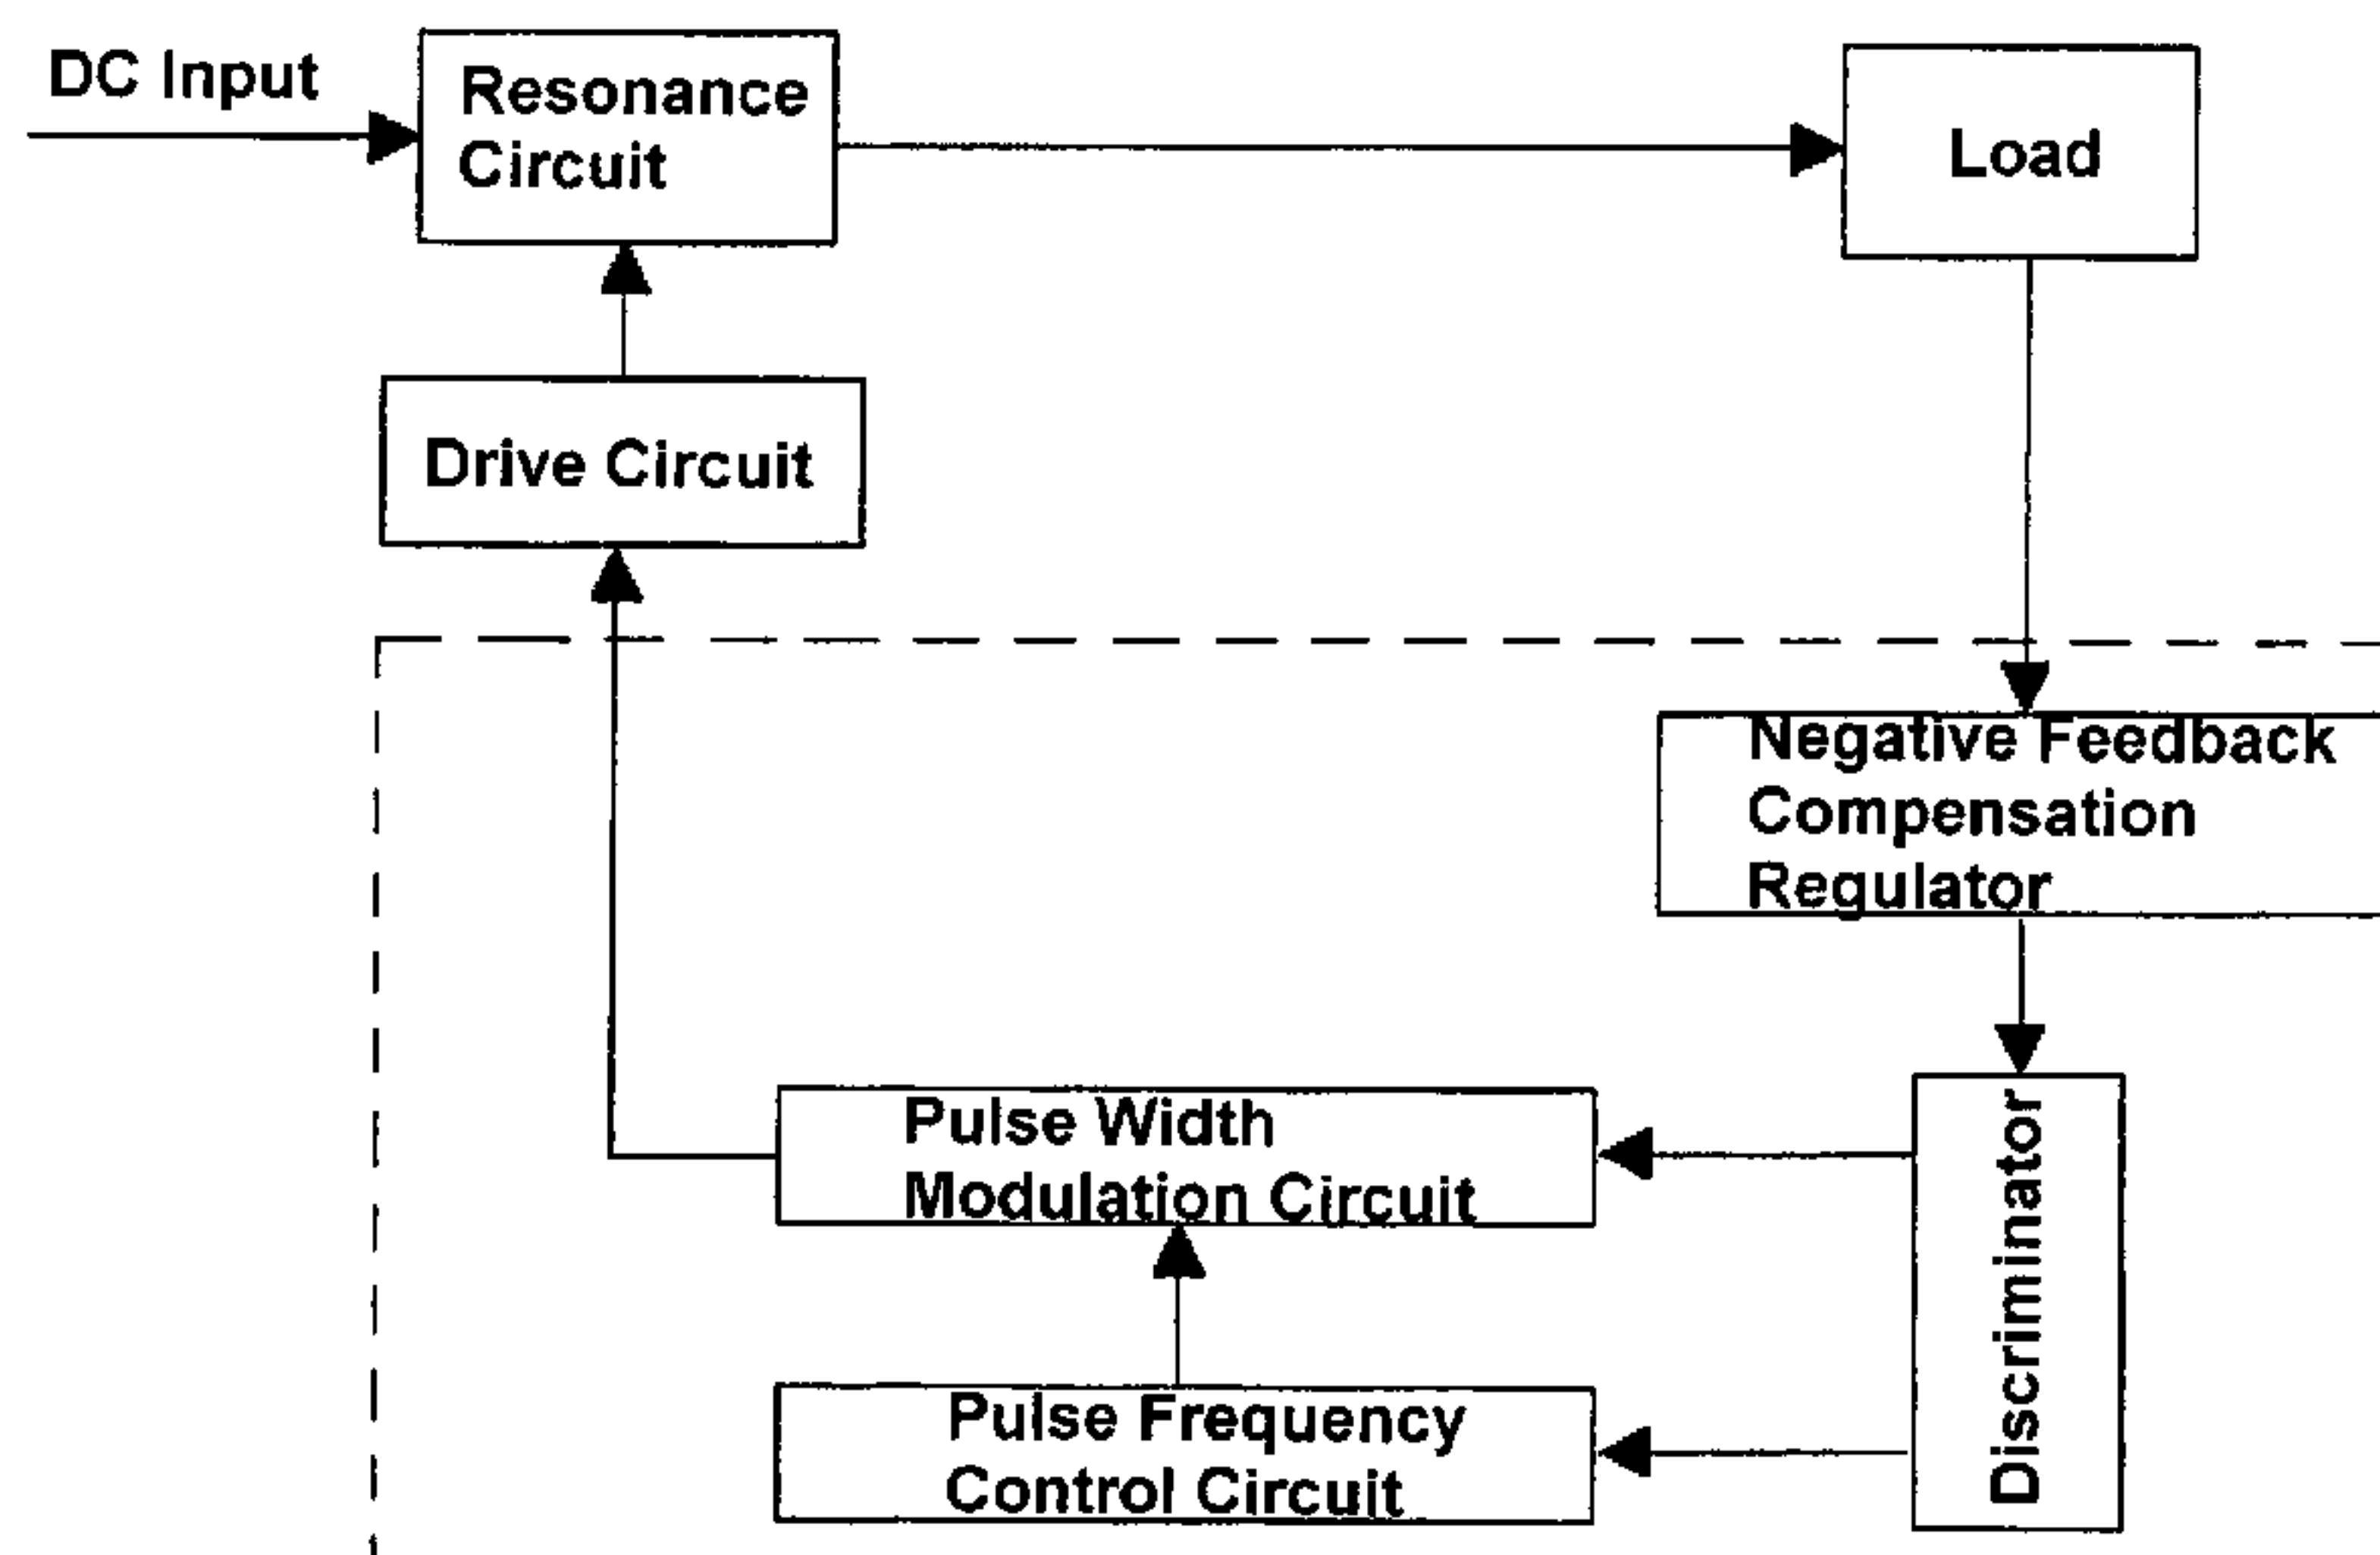 DC Input
Resonance
Circuit
Load
Drive Circuit
Negative Feedback
Compensation
Regulator
Pulse Width
Modulation Circuit
Discriminator
Pulse Frequency
Control Circuit